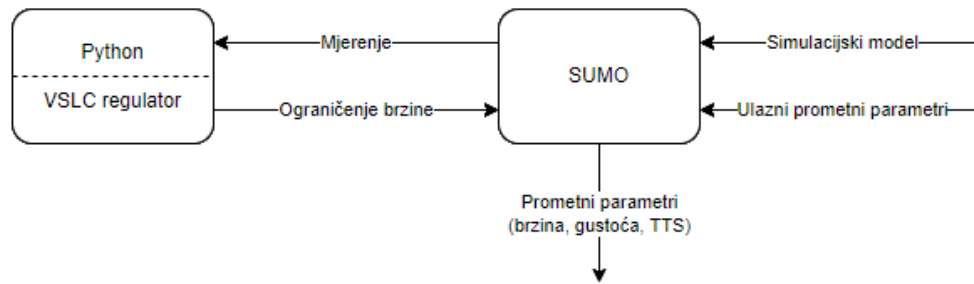 Python
VSLC regulator
Mjerenje
Ograničenje brzine
SUMO
Simulacijski model
Ulazni prometni parametri
Prometni parametri
(brzina, gustoća, TTS)